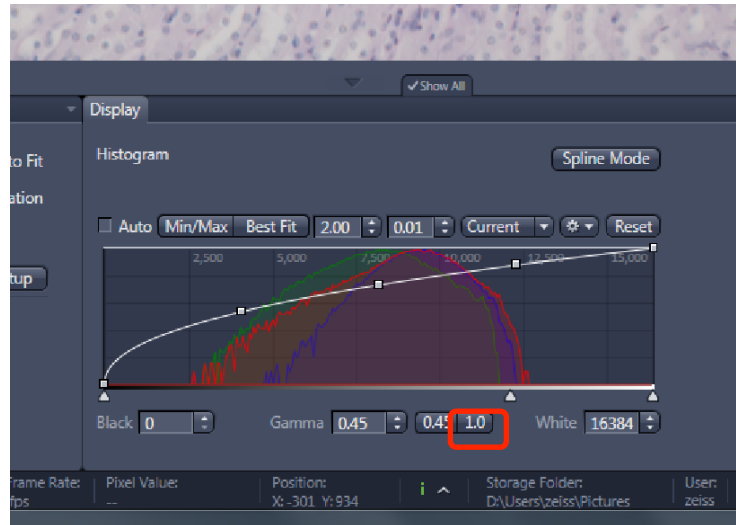 ✓Show All
Display
to Fit
Histogram
Spline Mode
ation
Auto Min/Max Best Fit 2.00 0.01 Current Reset
2,500 5,000 7,500 10,000 12,500 15,000
tup
Black 0 Gamma 0.45 0.45 1.0 White 16384
Frame Rate: Pixel Value: Position: Storage Folder: User:
fps -- X: -301 Y: 934 i D:\Users\zeiss\Pictures zeiss